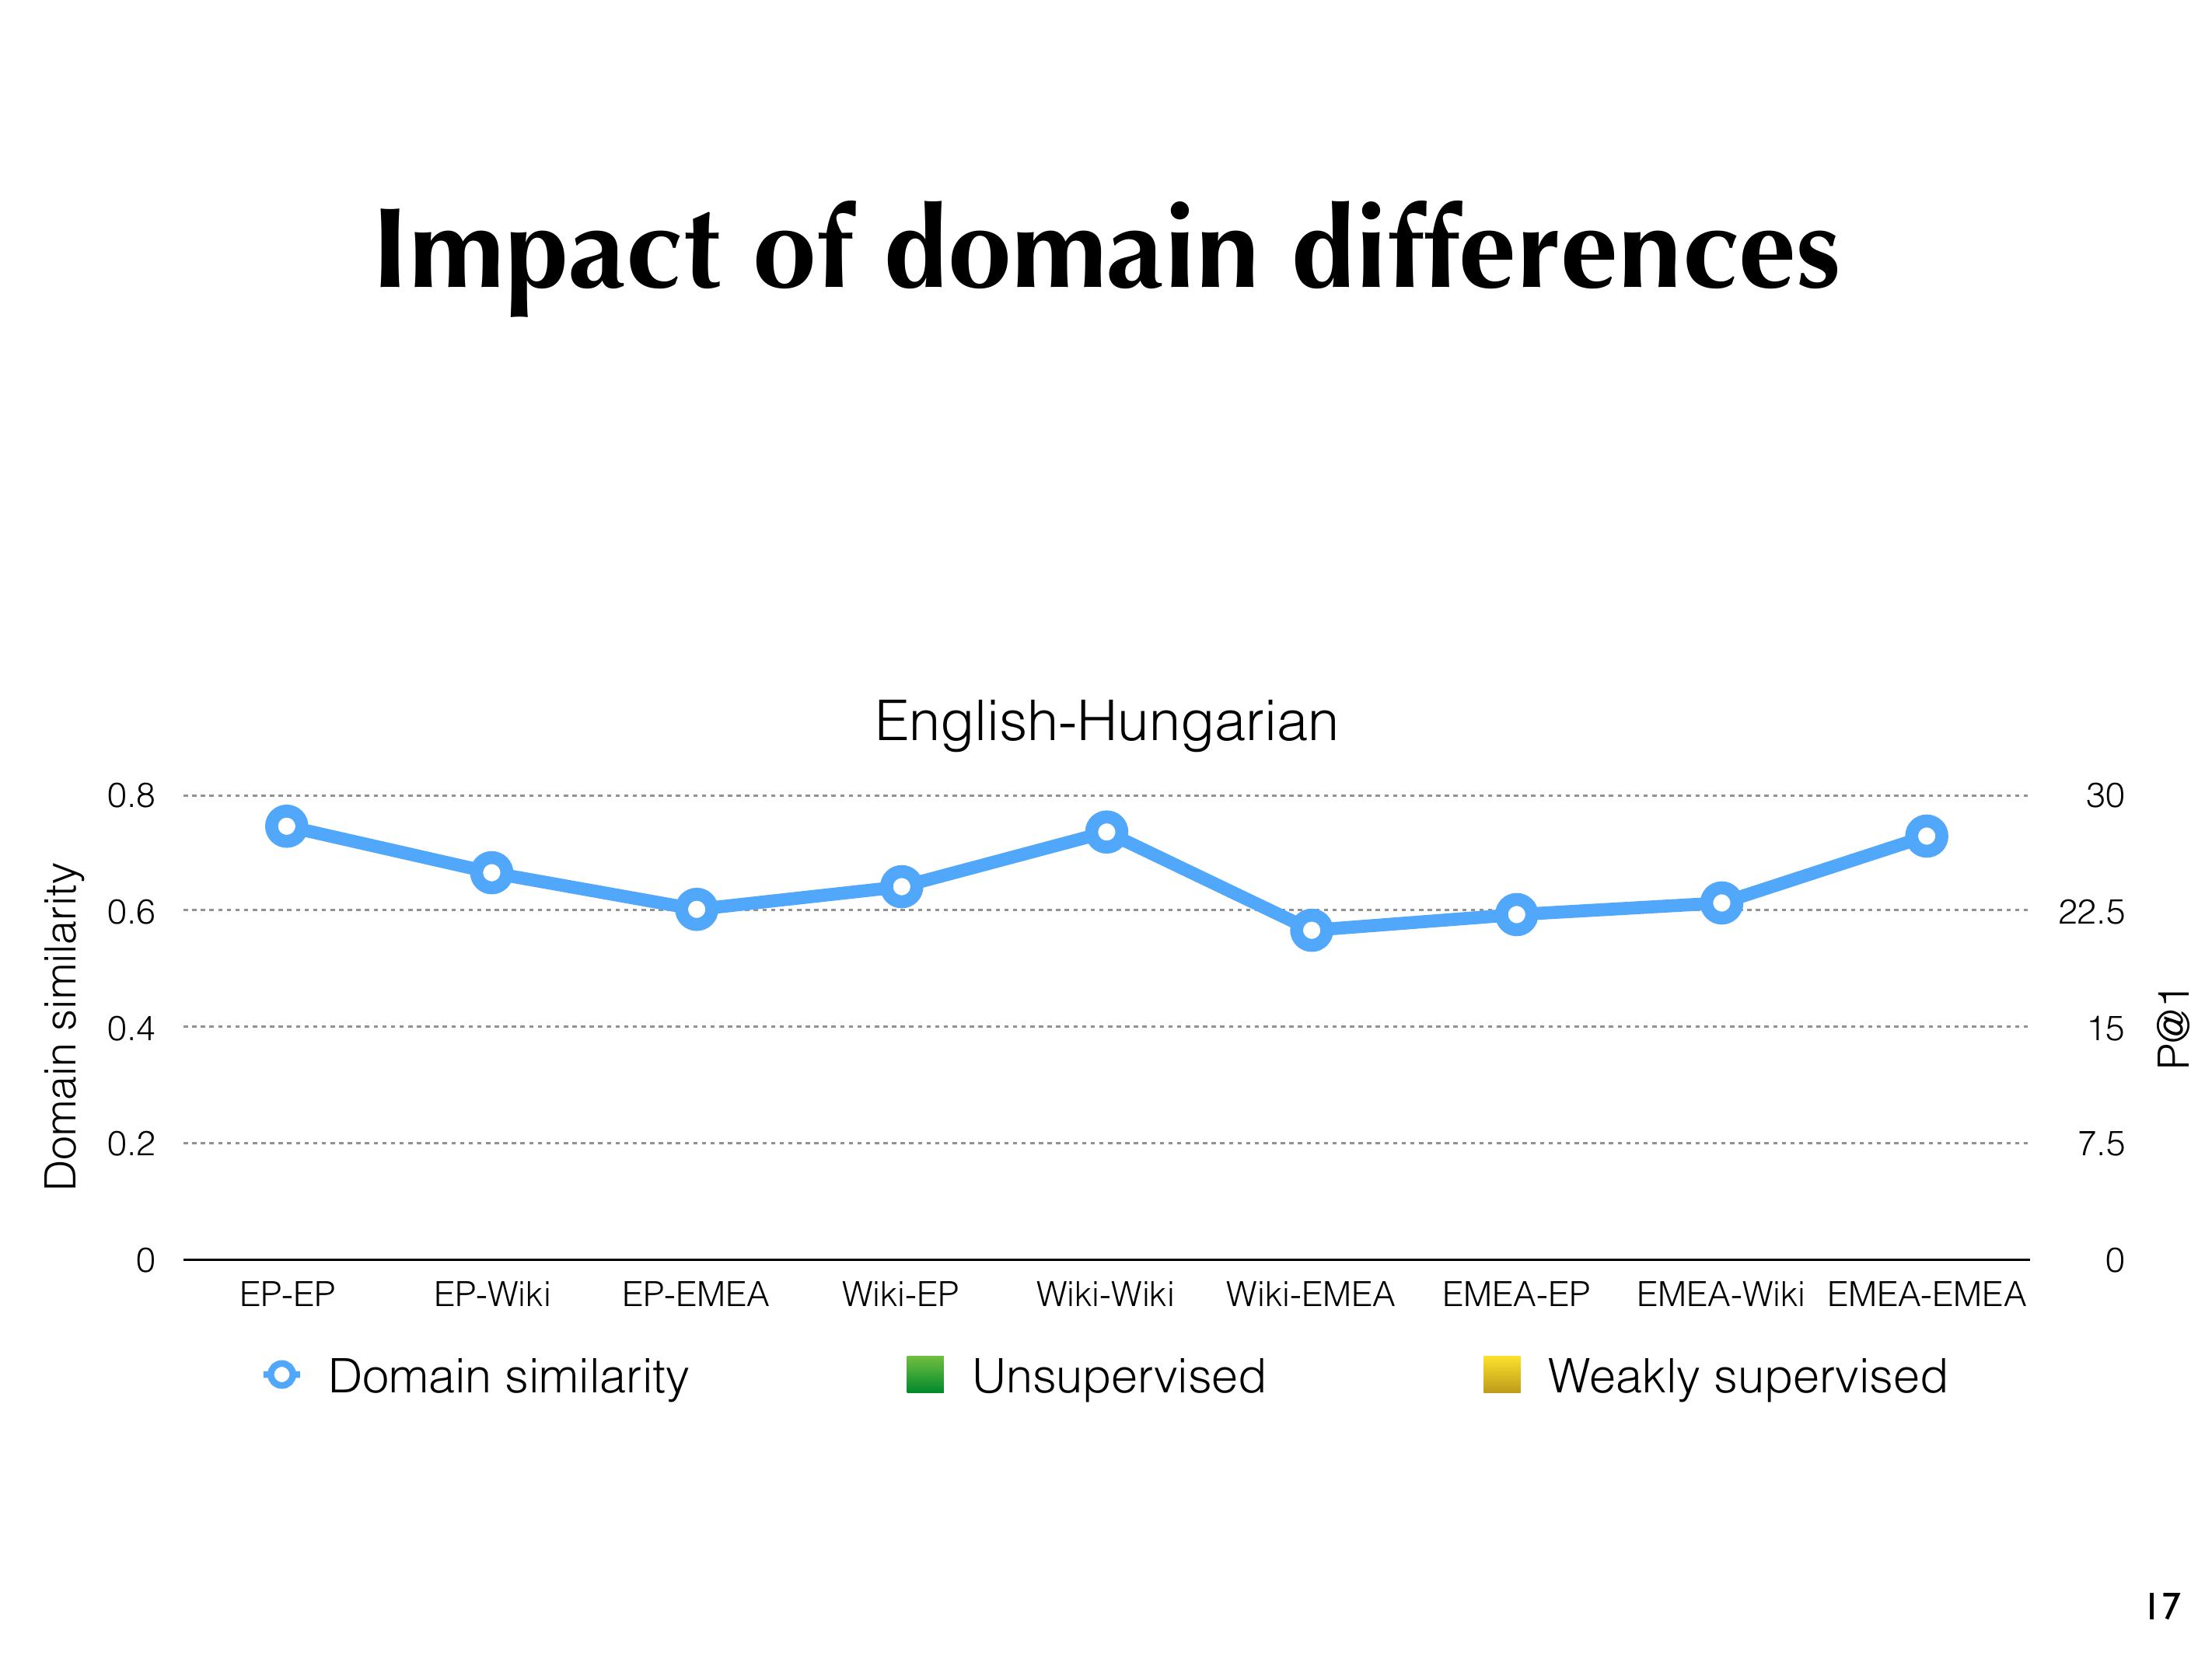 Impact of domain differences
English-Hungarian
0.8
0.6
0.4
0.2
0
Domain similarity
30
22.5
15
7.5
0
P@1
EP-EP EP-Wiki EP-EMEA Wiki-EP Wiki-Wiki Wiki-EMEA EMEA-EP EMEA-Wiki EMEA-EMEA
Domain similarity Unsupervised Weakly supervised
17